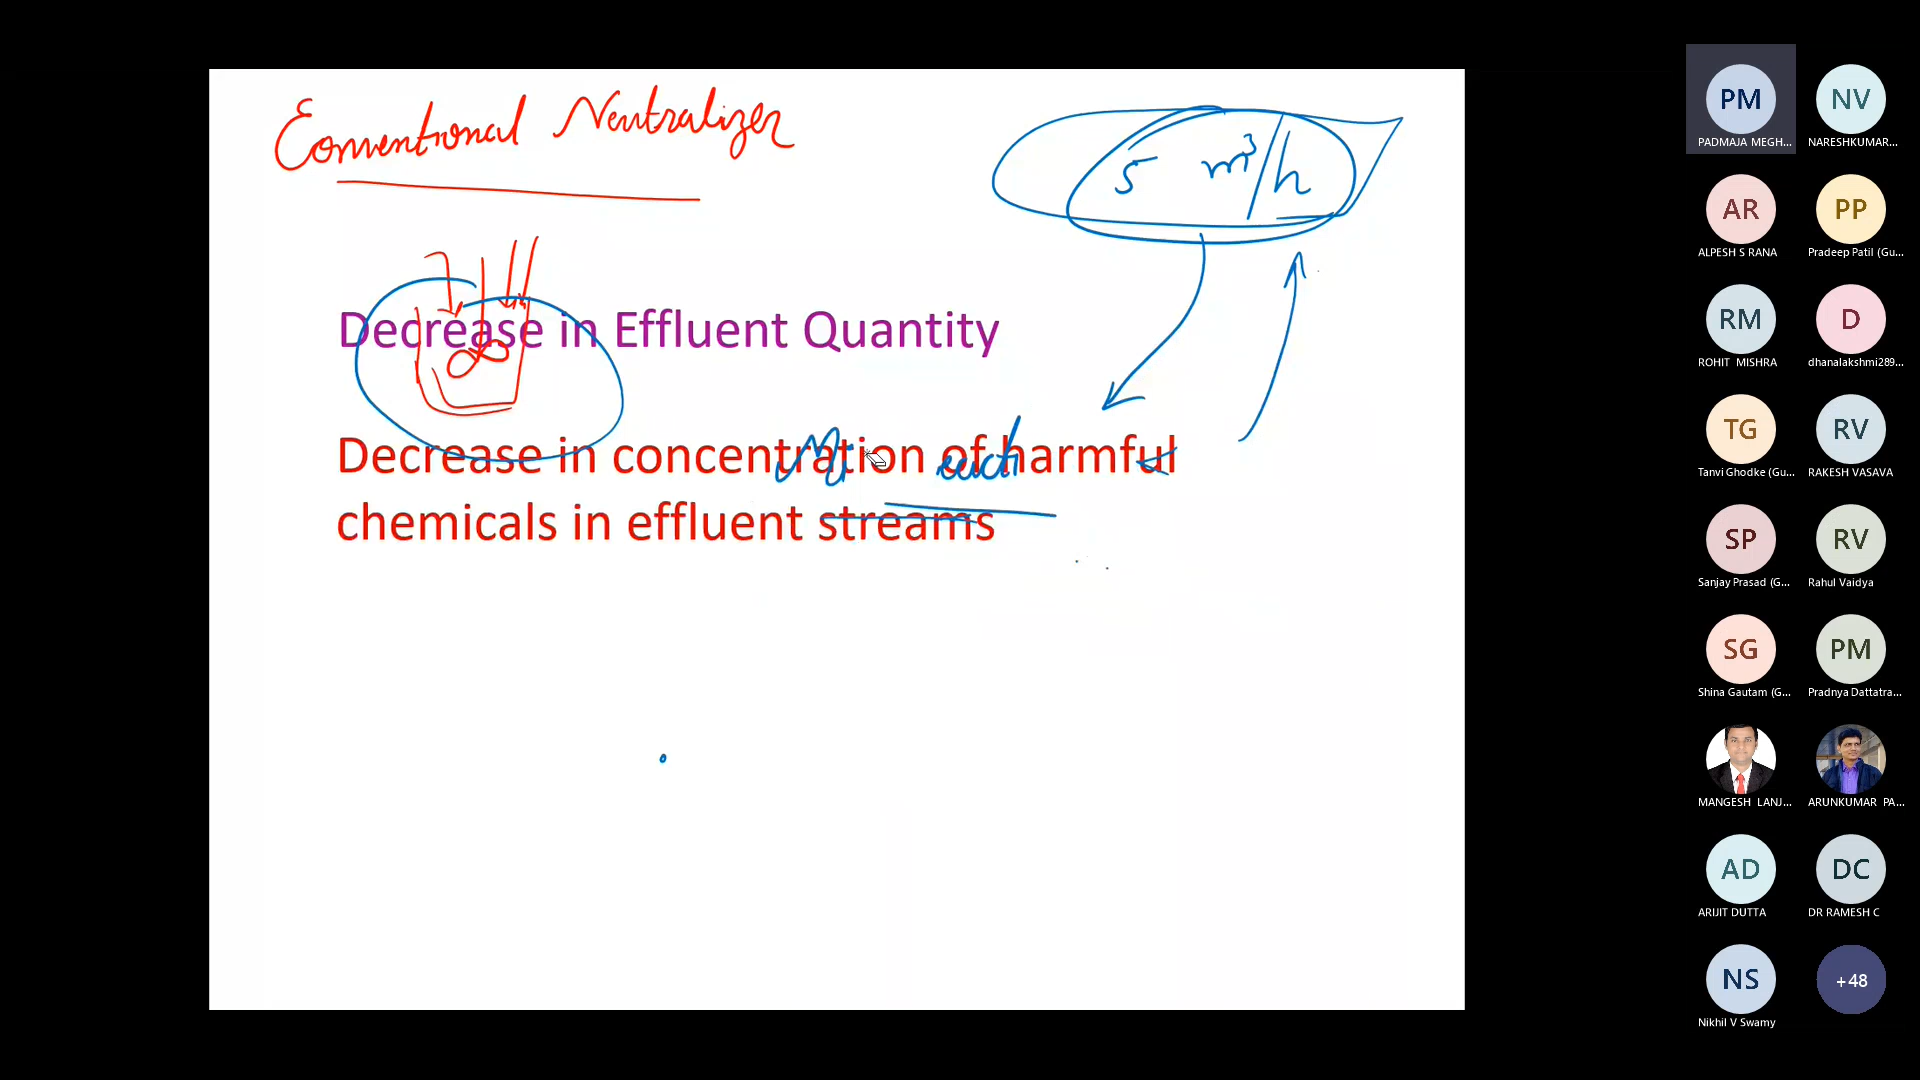 Conventional Neutralizer
5 m³/h
Decrease in Effluent Quantity
Decrease in concentration of harmful
chemicals in effluent streams
each
PM
PADMAJA MEGH...
NV
NARESHKUMAR...
AR
ALPESH S RANA
PP
Pradeep Patil (Gu...
RM
ROHIT MISHRA
D
dhanalakshmi289...
TG
Tanvi Ghodke (Gu...
RV
RAKESH VASAVA
SP
Sanjay Prasad (G...
RV
Rahul Vaidya
SG
Shina Gautam (G...
PM
Pradnya Dattatra...
MANGESH LANJ...
ARUNKUMAR PA...
AD
ARIJIT DUTTA
DC
DR RAMESH C
NS
Nikhil V Swamy
+48